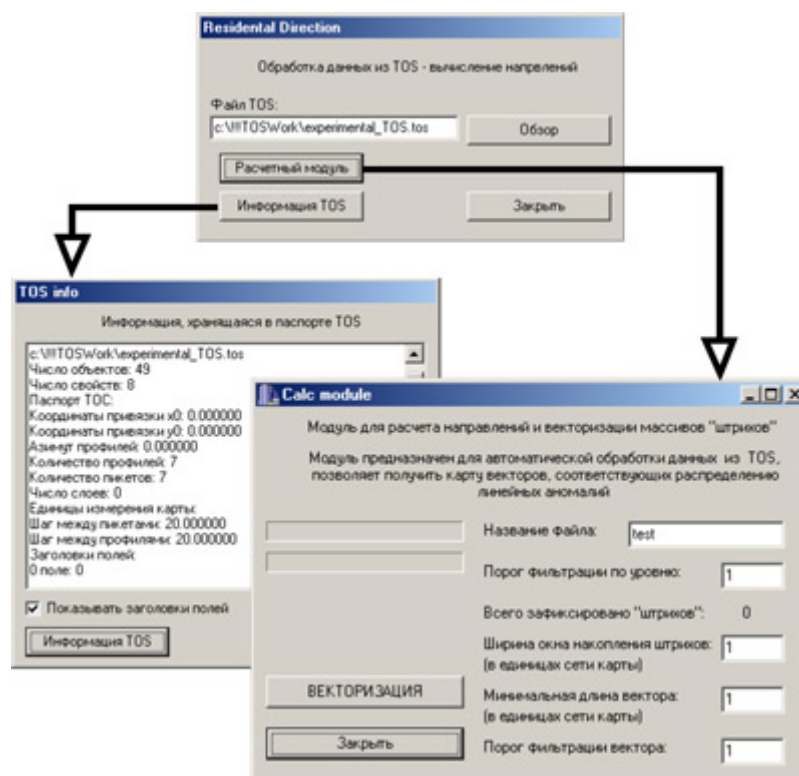 Residental Direction
Обработка данных из TOS - вычисление напрвлений
Файл TOS:
c:\!!!TOSWork\experimental_TOS.tos
Обзор
Расчетный модуль
Информация TOS
Закрыть
TOS info
Информация, хранящаяся в паспорте TOS
c:\!!!TOSWork\experimental_TOS.tos
Число объектов: 49
Число свойств: 8
Паспорт ТОС:
Координаты привязки x0: 0.000000
Координаты привязки y0: 0.000000
Азимут профилей: 0.000000
Количество профилей: 7
Количество пикетов: 7
Число слоев: 0
Единицы измерения карты:
Шаг между пикетами: 20.000000
Шаг между профилями: 20.000000
Заголовки полей:
0 поле: 0
Показывать заголовки полей
Информация TOS
Calc module
Модуль для расчета направлений и векторизации массивов "штрихов"
Модуль предназначен для автоматической обработки данных из TOS,
позволяет получить карту векторов, соответствующих распределению
линейных аномалий
Название файла: test
Порог фильтрации по уровню: 1
Всего зафиксировано "штрихов": 0
Ширина окна накопления штрихов: 1
(в единицах сети карты)
ВЕКТОРИЗАЦИЯ
Минимальная длина вектора: 1
(в единицах сети карты)
Закрыть
Порог фильтрации вектора: 1